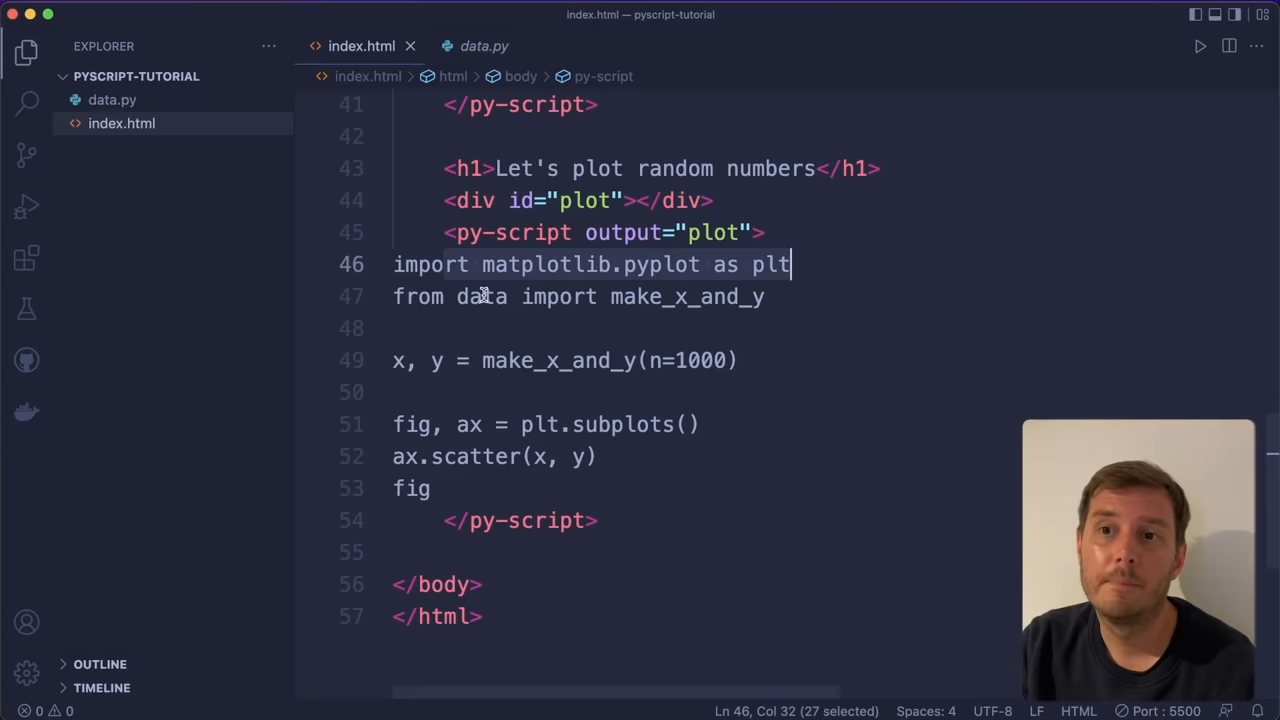 index.html — pyscript-tutorial
EXPLORER
index.html
data.py
PYSCRIPT-TUTORIAL
index.html > html > body > py-script
data.py
index.html
41 </py-script>
42
43 <h1>Let's plot random numbers</h1>
44 <div id="plot"></div>
45 <py-script output="plot">
46 import matplotlib.pyplot as plt
47 from data import make_x_and_y
48
49 x, y = make_x_and_y(n=1000)
50
51 fig, ax = plt.subplots()
52 ax.scatter(x, y)
53 fig
54 </py-script>
55
56 </body>
57 </html>
OUTLINE
TIMELINE
0 0
Ln 46, Col 32 (27 selected) Spaces: 4 UTF-8 LF HTML Port : 5500